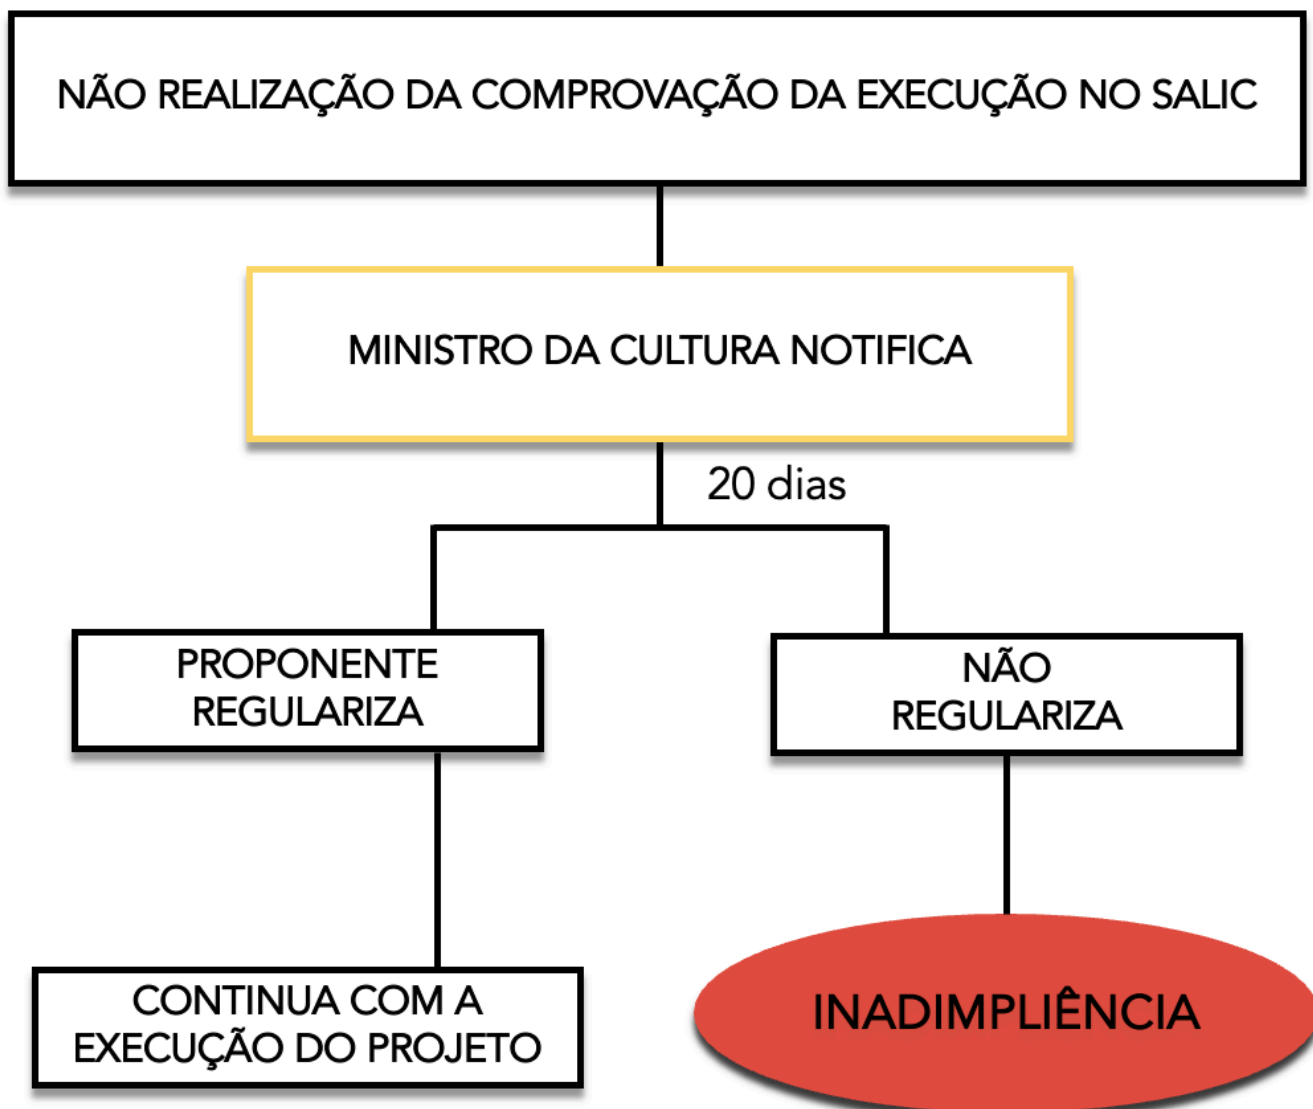 NÃO REALIZAÇÃO DA COMPROVAÇÃO DA EXECUÇÃO NO SALIC
MINISTRO DA CULTURA NOTIFICA
20 dias
PROPONENTE
REGULARIZA
NÃO
REGULARIZA
CONTINUA COM A
EXECUÇÃO DO PROJETO
INADIMPLIÊNCIA